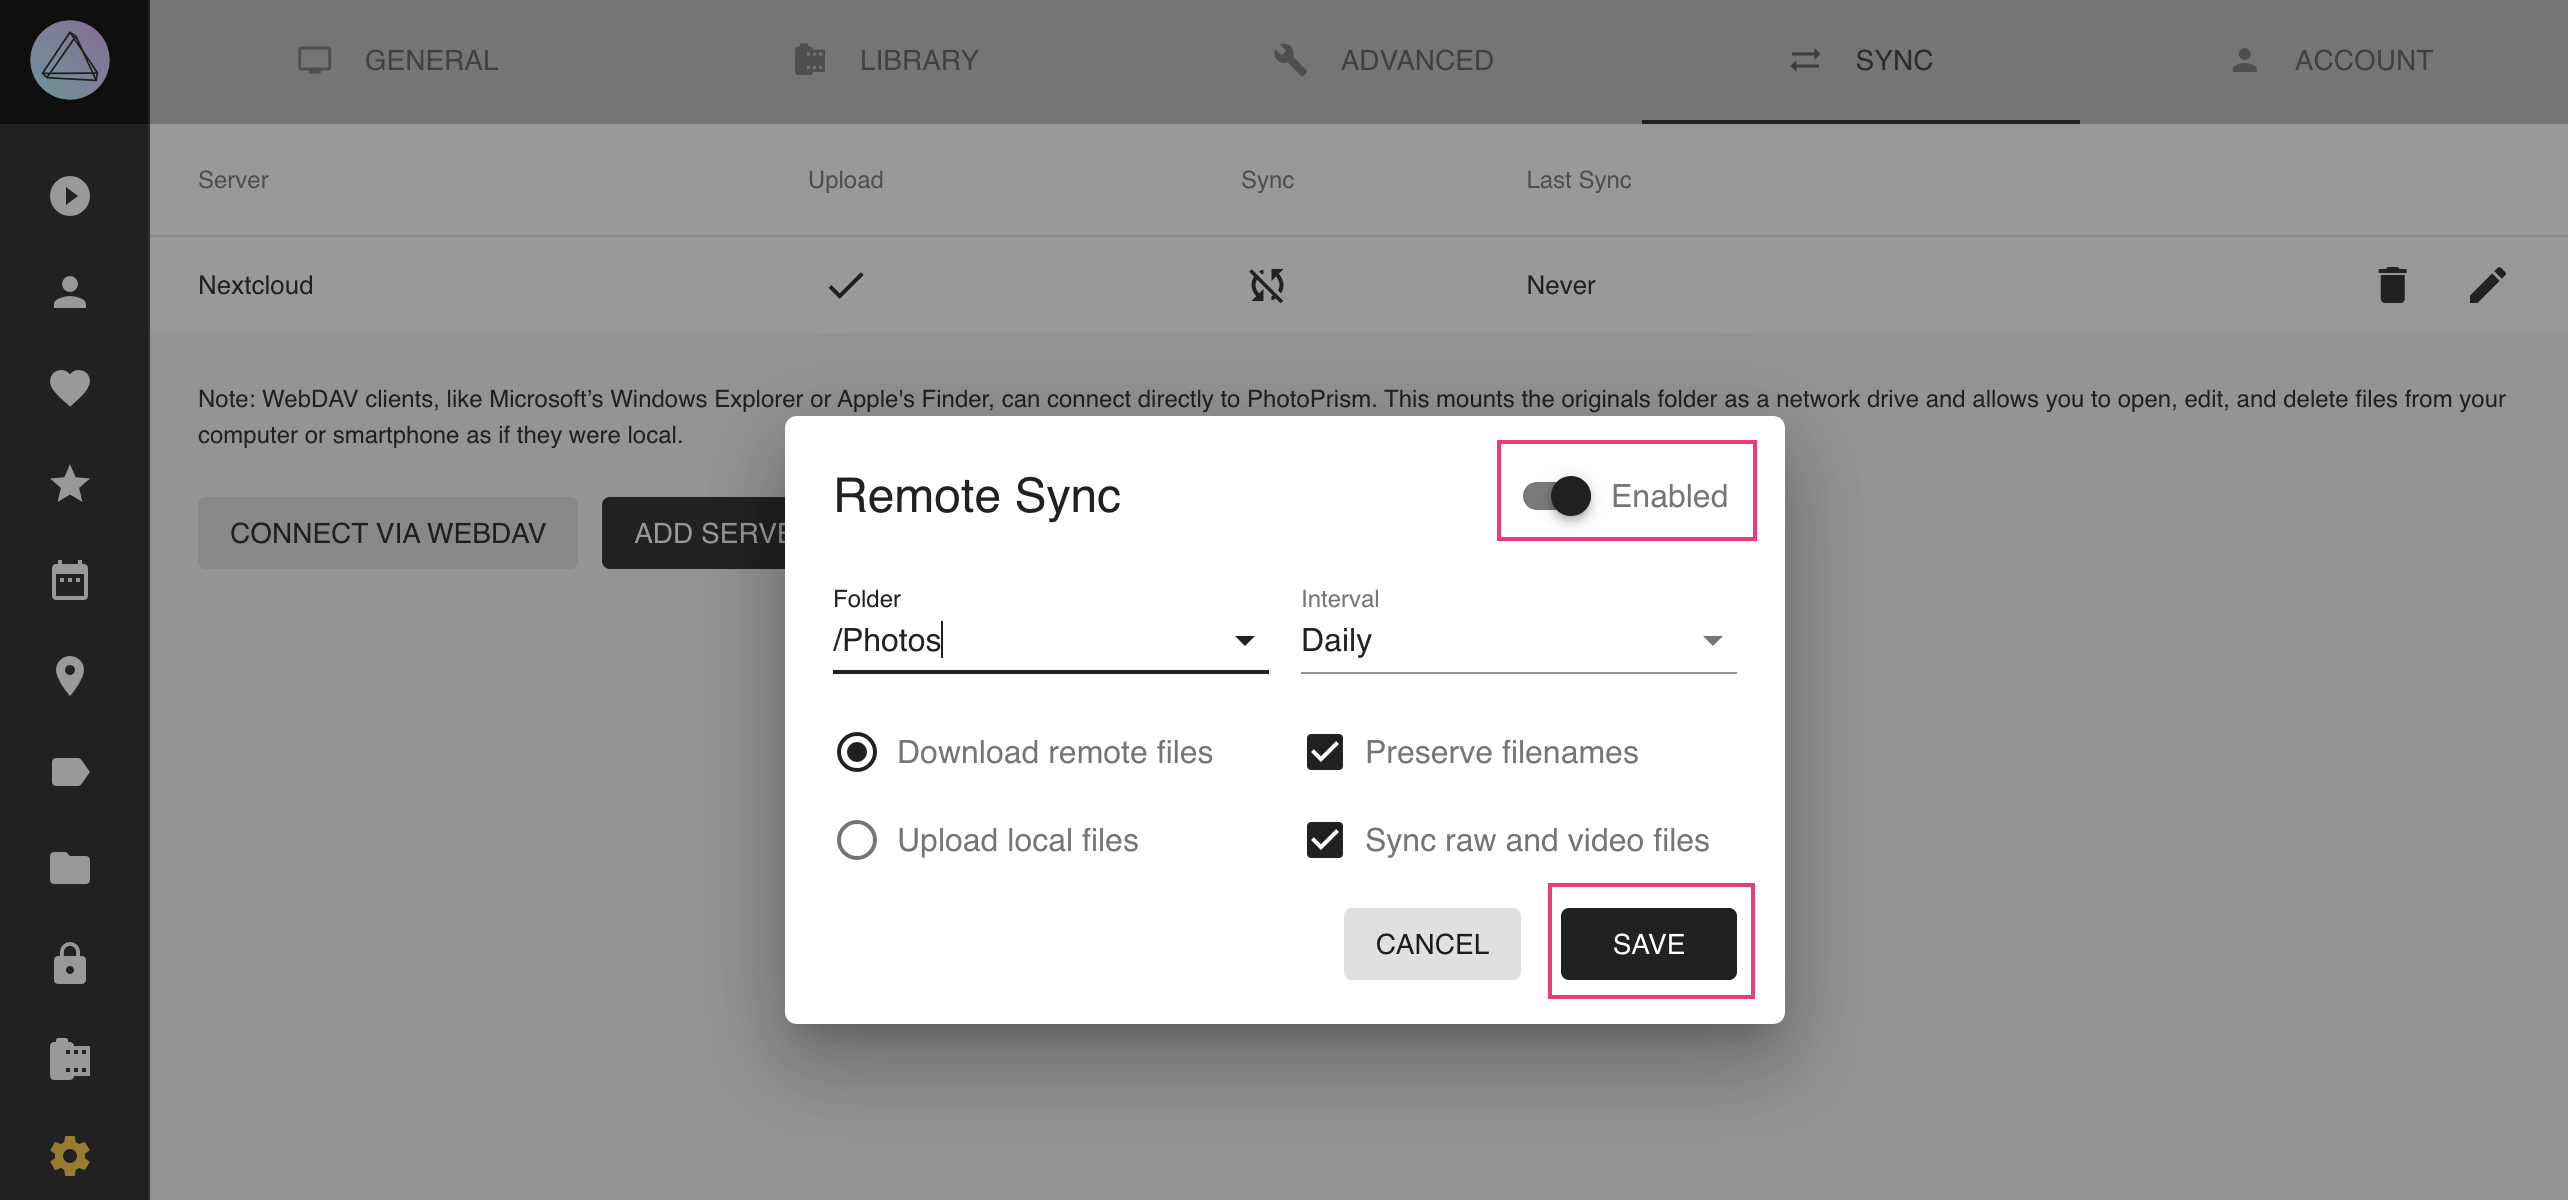 GENERAL LIBRARY ADVANCED SYNC ACCOUNT
Server Upload Sync Last Sync
Nextcloud Never
Note: WebDAV clients, like Microsoft’s Windows Explorer or Apple's Finder, can connect directly to PhotoPrism. This mounts the originals folder as a network drive and allows you to open, edit, and delete files from your
computer or smartphone as if they were local.
CONNECT VIA WEBDAV ADD SERVE
Remote Sync Enabled
Folder Interval
/Photos Daily
Download remote files Preserve filenames
Upload local files Sync raw and video files
CANCEL SAVE